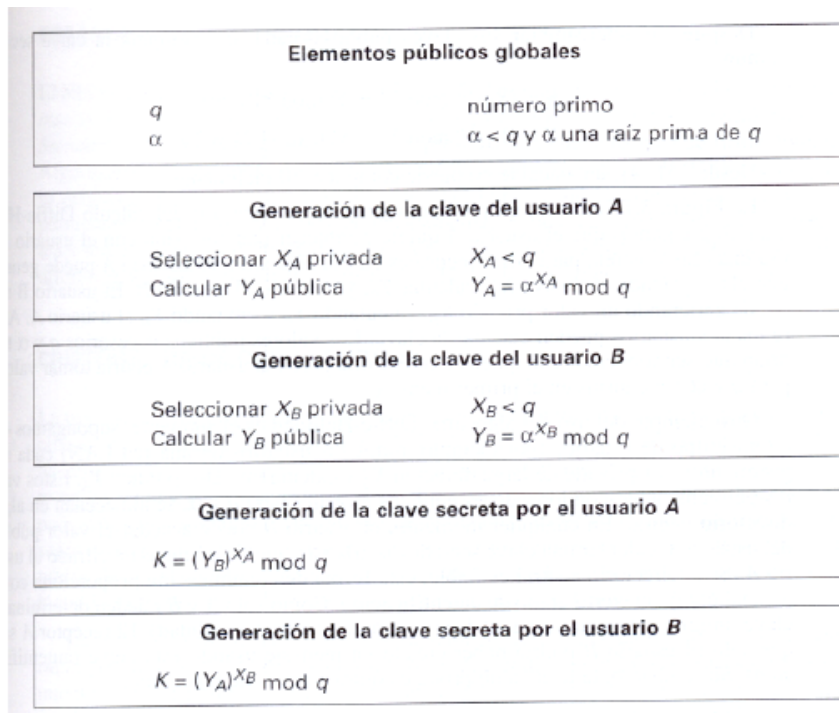 Elementos públicos globales
q número primo
α α < q y α una raíz prima de q
Generación de la clave del usuario A
Seleccionar X_A privada X_A < q
Calcular Y_A pública Y_A = α^X_A mod q
Generación de la clave del usuario B
Seleccionar X_B privada X_B < q
Calcular Y_B pública Y_B = α^X_B mod q
Generación de la clave secreta por el usuario A
K = (Y_B)^X_A mod q
Generación de la clave secreta por el usuario B
K = (Y_A)^X_B mod q